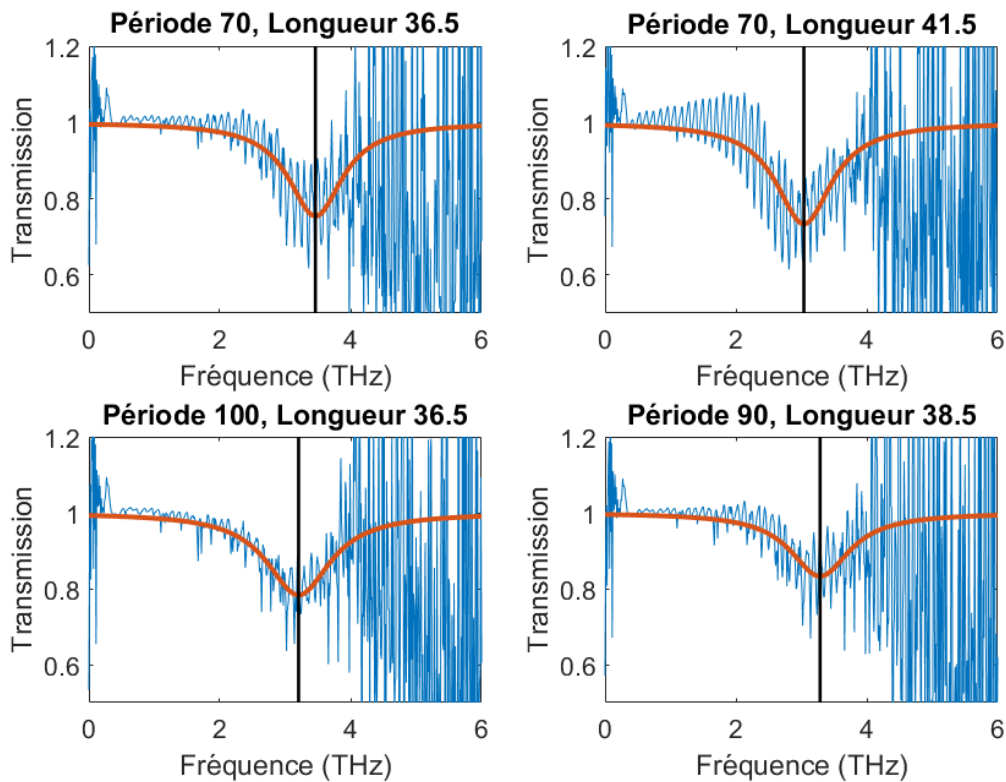 Période 70, Longueur 36.5
1.2
1
0.8
0.6
Transmission
0 2 4 6
Fréquence (THz)
Période 70, Longueur 41.5
1.2
1
0.8
0.6
Transmission
0 2 4 6
Fréquence (THz)
Période 100, Longueur 36.5
1.2
1
0.8
0.6
Transmission
0 2 4 6
Fréquence (THz)
Période 90, Longueur 38.5
1.2
1
0.8
0.6
Transmission
0 2 4 6
Fréquence (THz)